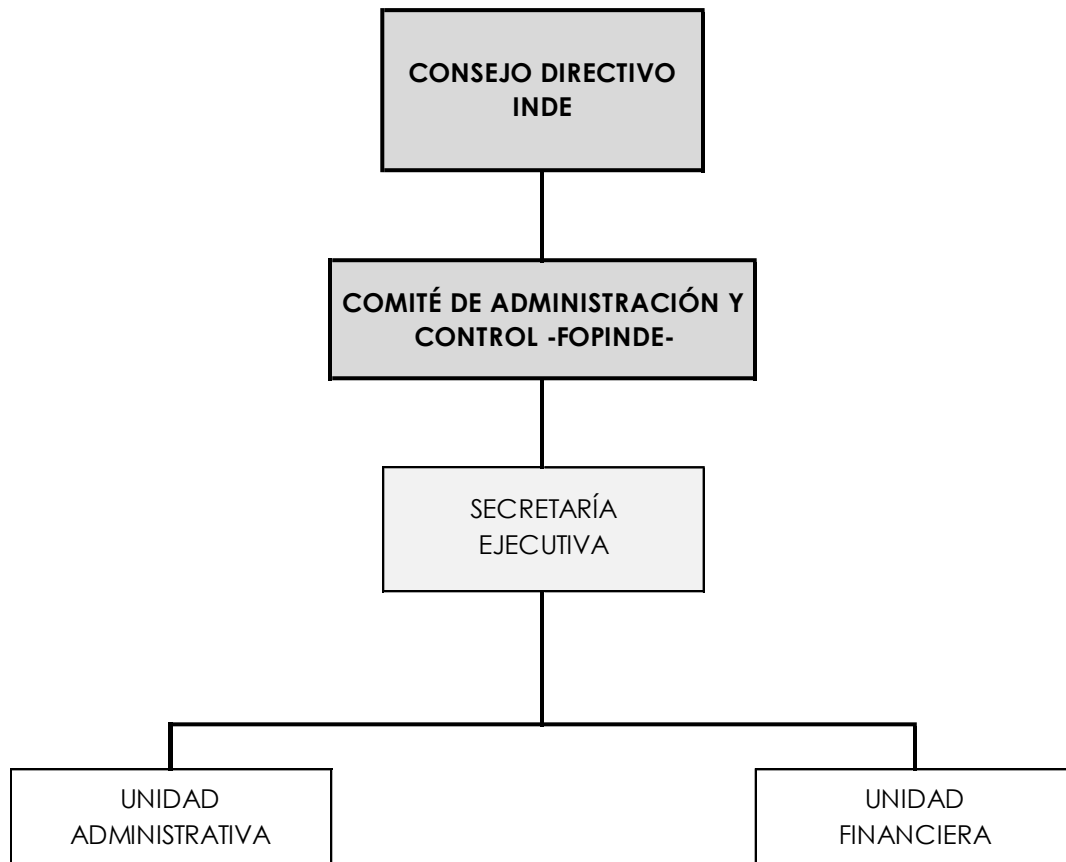 CONSEJO DIRECTIVO
INDE
COMITÉ DE ADMINISTRACIÓN Y
CONTROL -FOPINDE-
SECRETARÍA
EJECUTIVA
UNIDAD
ADMINISTRATIVA
UNIDAD
FINANCIERA